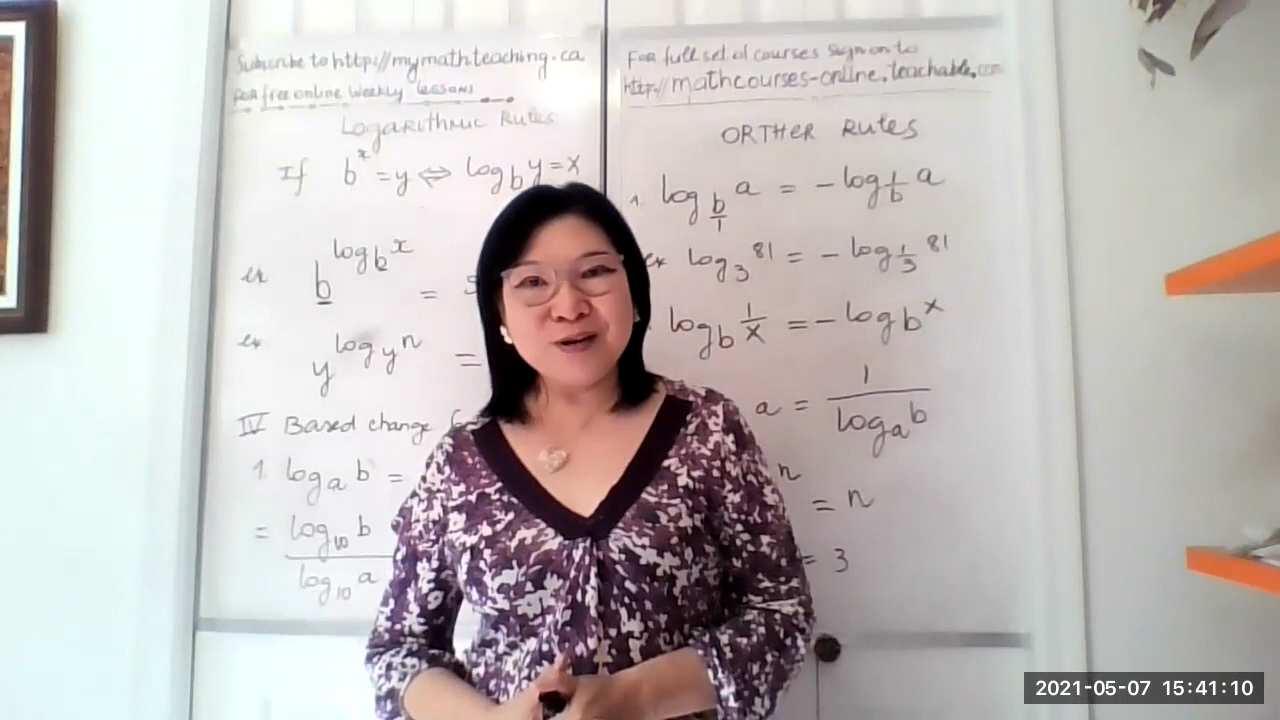 Subscribe to http://mymathteaching.ca
FOR free online weekly lessons
LOGARITHMIC RULES
If b^x = y ⇔ log_b y = x
ex b^(log_b x) =
ex y^(log_y n) =
IV Based change
1. log_a b =
= log_10 b
log_10 a
FOR full set of courses sign on to
http://mathcourses-online.teachable.com
ORTHER RULES
1. log_(b/1) a = -log_(1/b) a
ex log_3 81 = -log_(1/3) 81
log_b 1/x = -log_b x
a = 1/(log_a b)
n
= n
= 3
2021-05-07 15:41:10